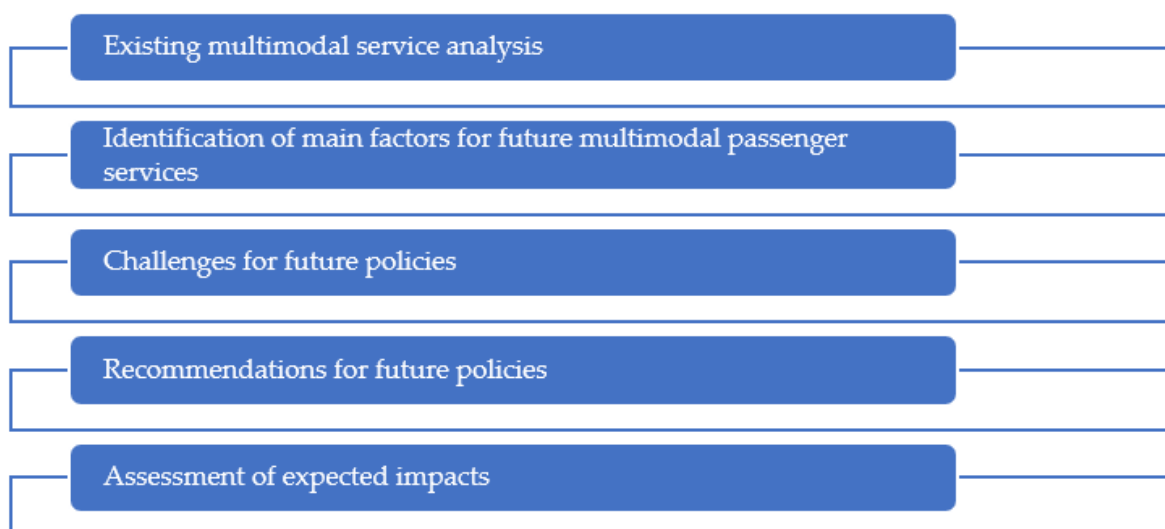 Existing multimodal service analysis
Identification of main factors for future multimodal passenger
services
Challenges for future policies
Recommendations for future policies
Assessment of expected impacts